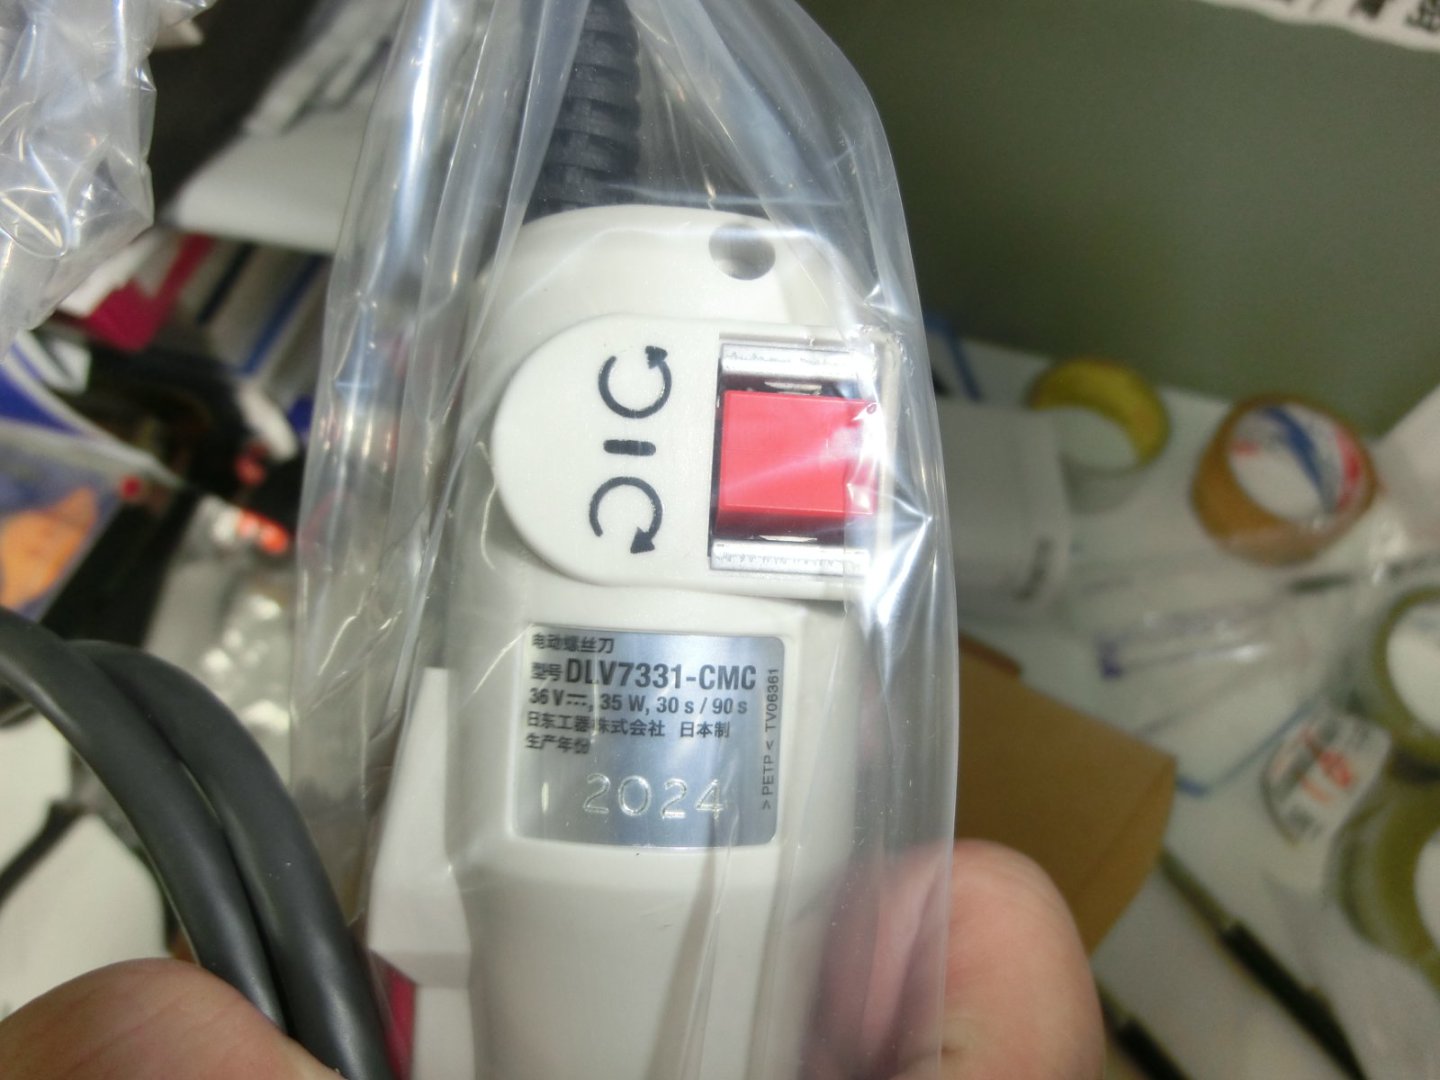 电动螺丝刀
型号DLV7331-CMC
36 V⎓, 35 W, 30 s / 90 s
日东工器株式会社 日本制
生产年份
2024
> PETP < TV06361